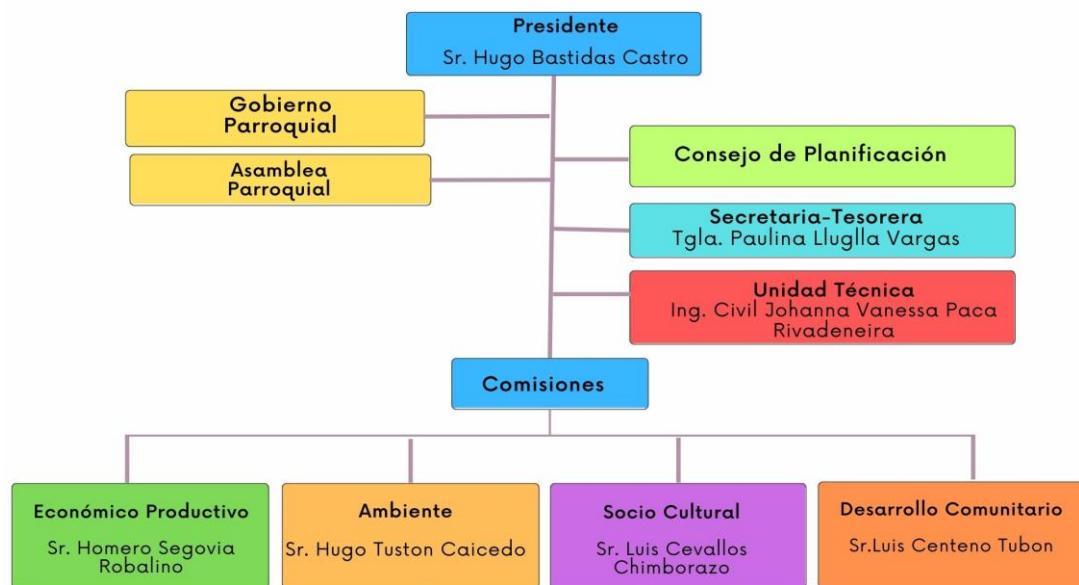 Presidente
Sr. Hugo Bastidas Castro
Gobierno
Parroquial
Asamblea
Parroquial
Consejo de Planificación
Secretaria-Tesorera
Tgla. Paulina Lluglla Vargas
Unidad Técnica
Ing. Civil Johanna Vanessa Paca
Rivadeneira
Comisiones
Económico Productivo
Sr. Homero Segovia
Robalino
Ambiente
Sr. Hugo Tuston Caicedo
Socio Cultural
Sr. Luis Cevallos
Chimborazo
Desarrollo Comunitario
Sr.Luis Centeno Tubon